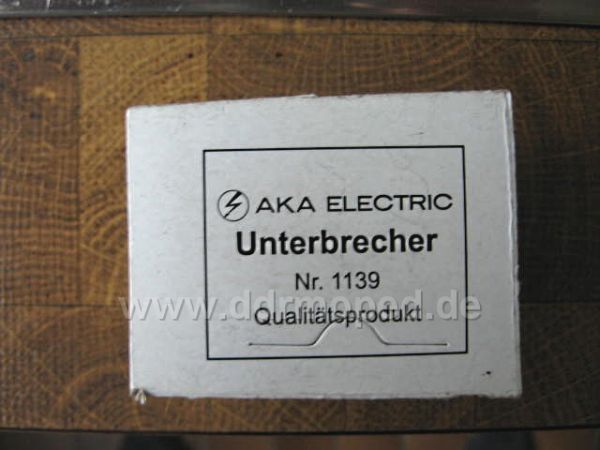 AKA ELECTRIC
Unterbrecher
Nr. 1139
www.ddrmoped.de
Qualitätsprodukt